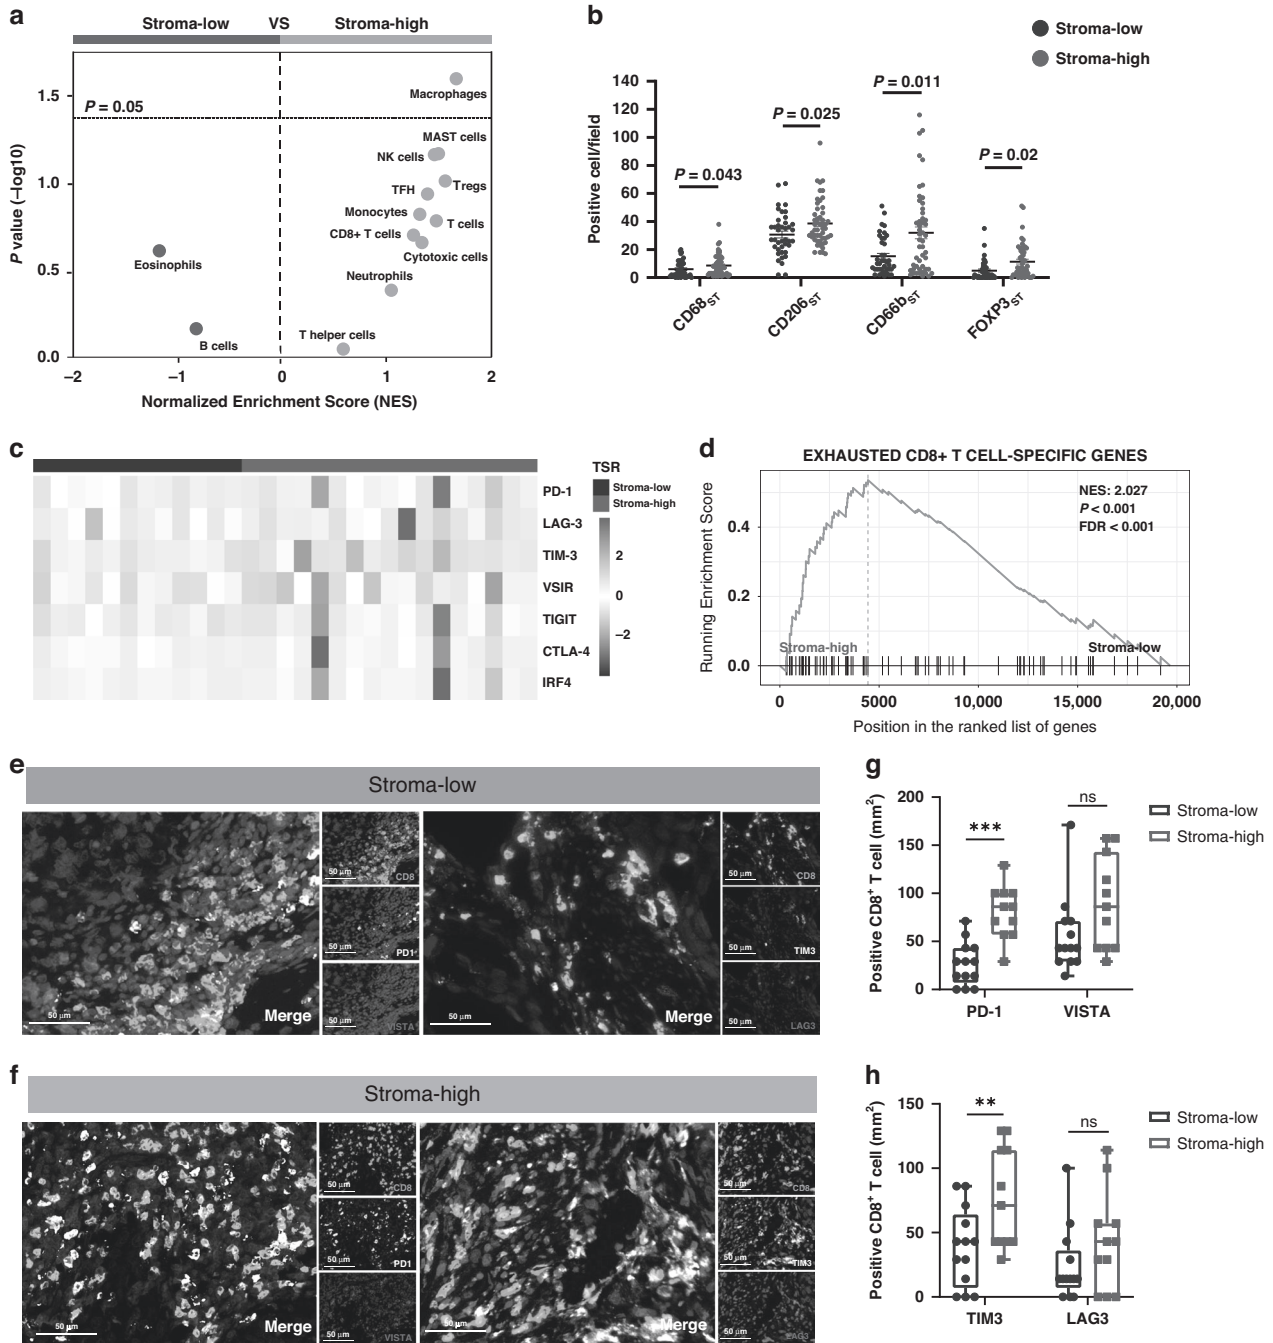 a
Stroma-low VS Stroma-high
P = 0.05
Macrophages
MAST cells
NK cells
Tregs
TFH
Monocytes
T cells
CD8+ T cells
Cytotoxic cells
Neutrophils
Eosinophils
B cells
T helper cells
1.5
1.0
0.5
0.0
P value (–log10)
–2 –1 0 1 2
Normalized Enrichment Score (NES)
b
Stroma-low
Stroma-high
140
120
100
80
60
40
20
0
Positive cell/field
P = 0.043
P = 0.025
P = 0.011
P = 0.02
CD68ST
CD206ST
CD66bST
FOXP3ST
c
PD-1
LAG-3
TIM-3
VSIR
TIGIT
CTLA-4
IRF4
TSR
Stroma-low
Stroma-high
2
0
–2
d
EXHAUSTED CD8+ T CELL-SPECIFIC GENES
NES: 2.027
P < 0.001
FDR < 0.001
0.4
0.2
0.0
Running Enrichment Score
Stroma-high
Stroma-low
0 5000 10,000 15,000 20,000
Position in the ranked list of genes
e
Stroma-low
50 µm
Merge
50 µm
CD8
50 µm
PD1
50 µm
VISTA
50 µm
Merge
50 µm
CD8
50 µm
TIM3
50 µm
LAG3
f
Stroma-high
50 µm
Merge
50 µm
CD8
50 µm
PD1
50 µm
VISTA
50 µm
Merge
50 µm
CD8
50 µm
TIM3
50 µm
LAG3
g
200
150
100
50
0
Positive CD8+ T cell (mm2)
***
ns
PD-1
VISTA
Stroma-low
Stroma-high
h
150
100
50
0
Positive CD8+ T cell (mm2)
**
ns
TIM3
LAG3
Stroma-low
Stroma-high